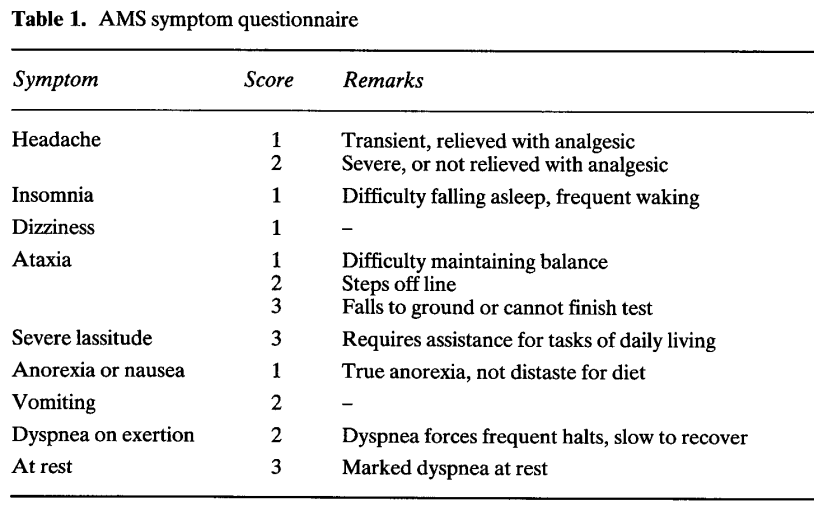 Table 1. AMS symptom questionnaire
Symptom Score Remarks
Headache 1 Transient, relieved with analgesic
2 Severe, or not relieved with analgesic
Insomnia 1 Difficulty falling asleep, frequent waking
Dizziness 1 –
Ataxia 1 Difficulty maintaining balance
2 Steps off line
3 Falls to ground or cannot finish test
Severe lassitude 3 Requires assistance for tasks of daily living
Anorexia or nausea 1 True anorexia, not distaste for diet
Vomiting 2 –
Dyspnea on exertion 2 Dyspnea forces frequent halts, slow to recover
At rest 3 Marked dyspnea at rest